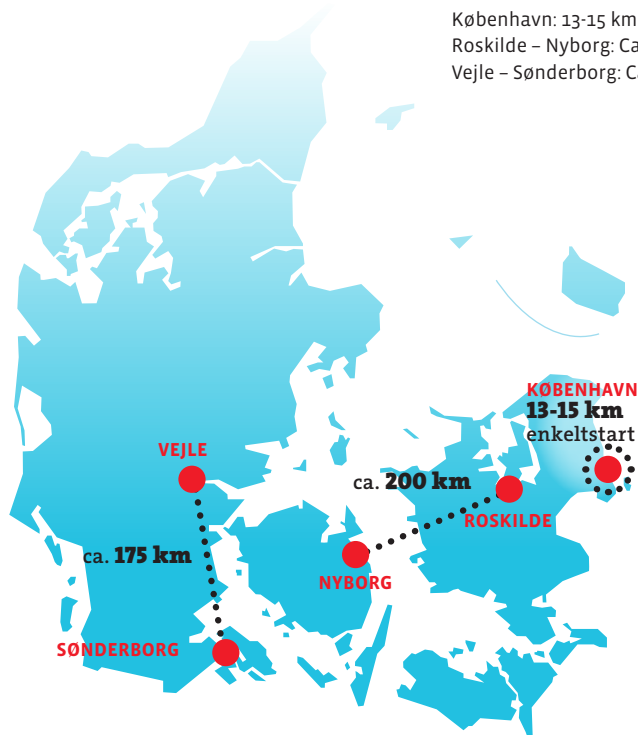 København: 13-15 km
Roskilde – Nyborg: Ca
Vejle – Sønderborg: C
KØBENHAVN
13-15 km
enkeltstart
VEJLE
ca. 200 km
ROSKILDE
ca. 175 km
NYBORG
SØNDERBORG